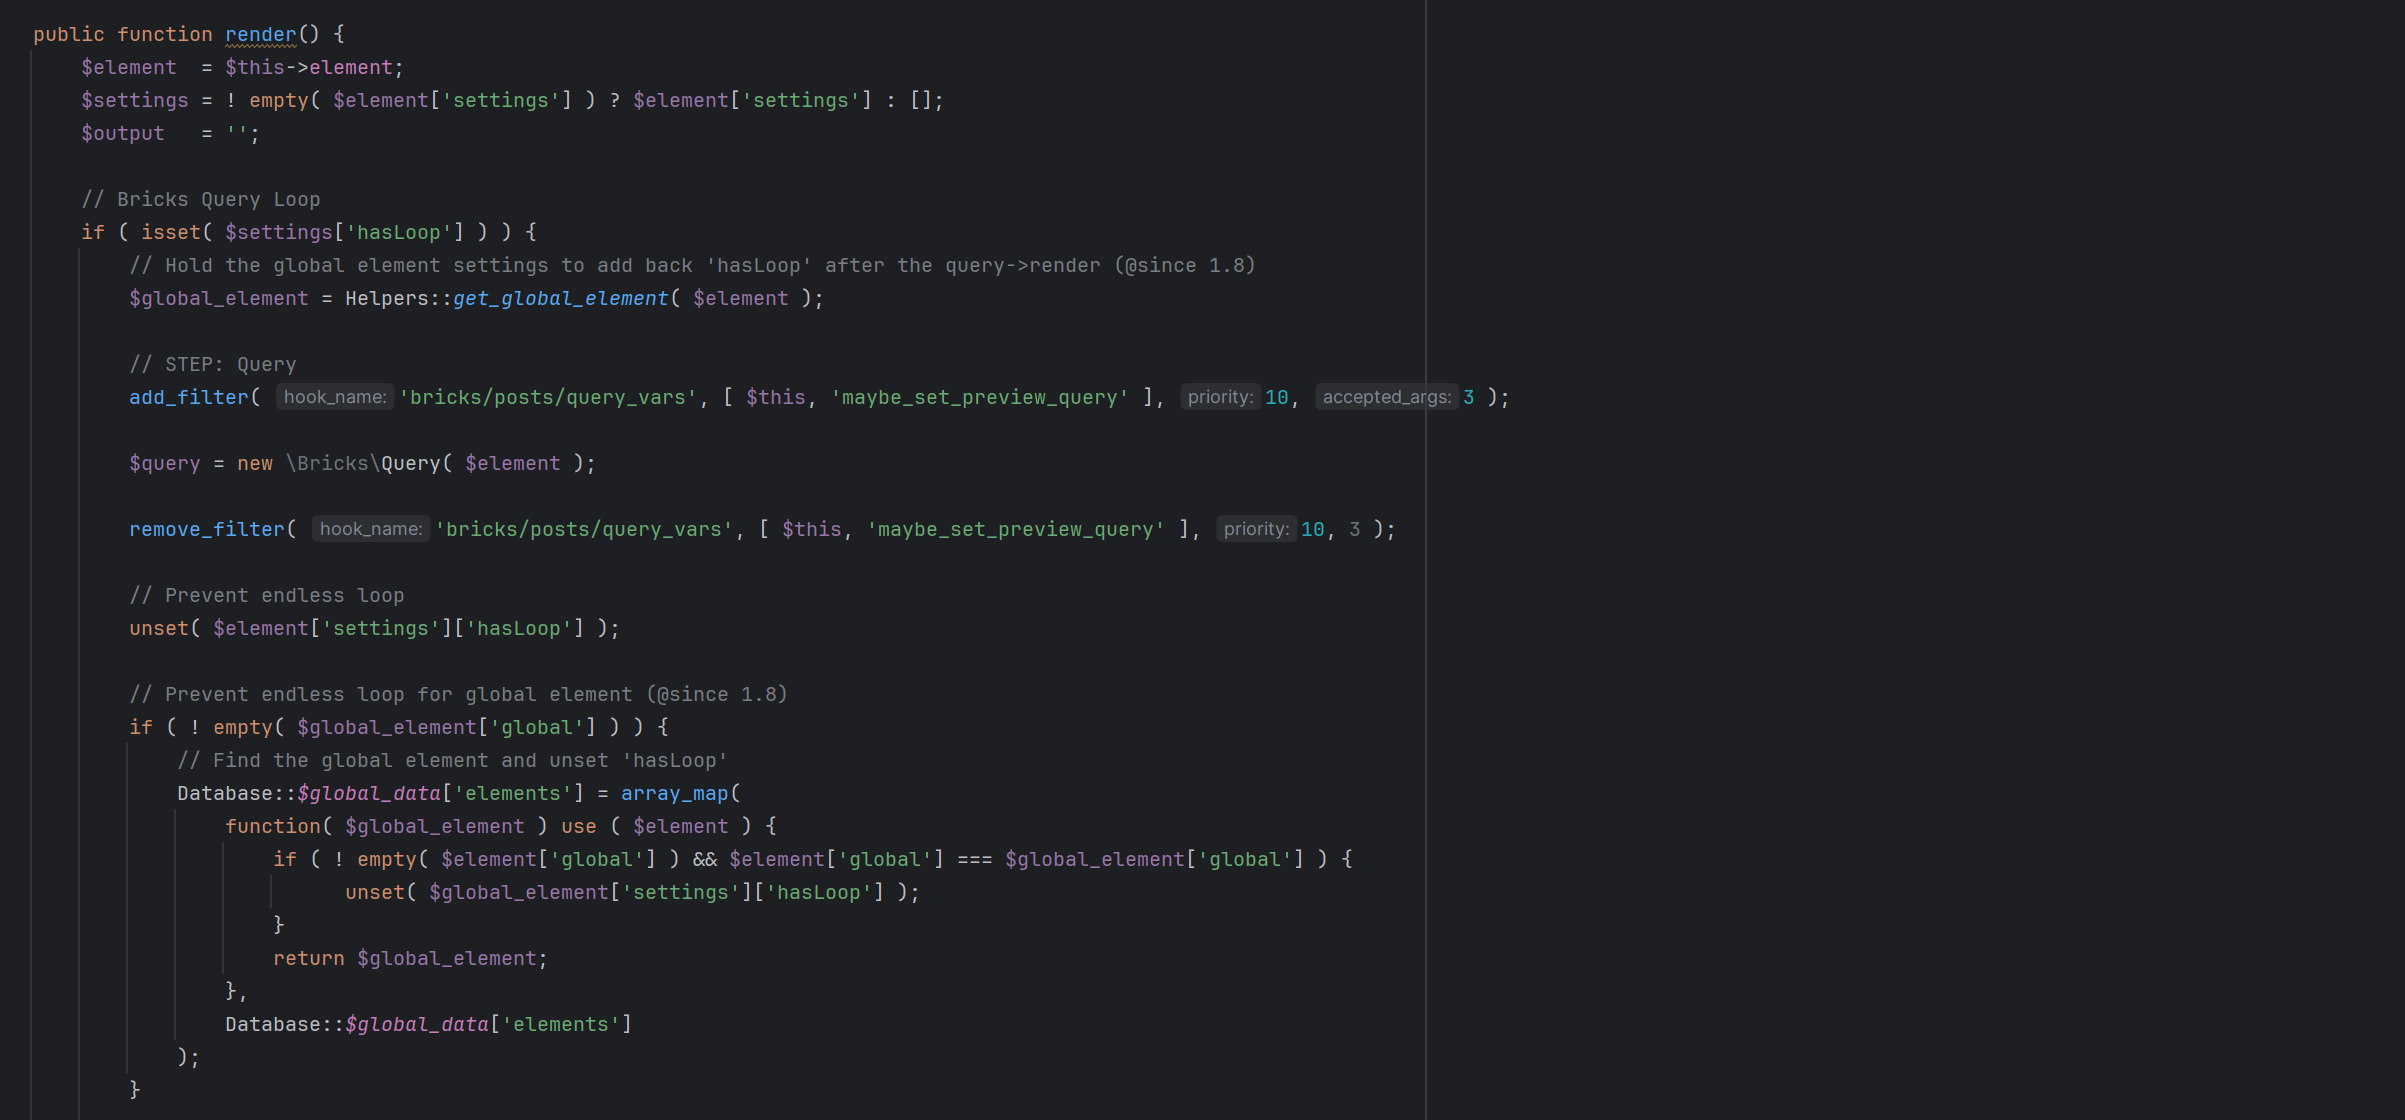 public function render() {
    $element  = $this->element;
    $settings = ! empty( $element['settings'] ) ? $element['settings'] : [];
    $output   = '';

    // Bricks Query Loop
    if ( isset( $settings['hasLoop'] ) ) {
        // Hold the global element settings to add back 'hasLoop' after the query->render (@since 1.8)
        $global_element = Helpers::get_global_element( $element );

        // STEP: Query
        add_filter( hook_name: 'bricks/posts/query_vars', [ $this, 'maybe_set_preview_query' ], priority: 10, accepted_args: 3 );

        $query = new \Bricks\Query( $element );

        remove_filter( hook_name: 'bricks/posts/query_vars', [ $this, 'maybe_set_preview_query' ], priority: 10, 3 );

        // Prevent endless loop
        unset( $element['settings']['hasLoop'] );

        // Prevent endless loop for global element (@since 1.8)
        if ( ! empty( $global_element['global'] ) ) {
            // Find the global element and unset 'hasLoop'
            Database::$global_data['elements'] = array_map(
                function( $global_element ) use ( $element ) {
                    if ( ! empty( $element['global'] ) && $element['global'] === $global_element['global'] ) {
                          unset( $global_element['settings']['hasLoop'] );
                    }
                    return $global_element;
                },
                Database::$global_data['elements']
            );
        }